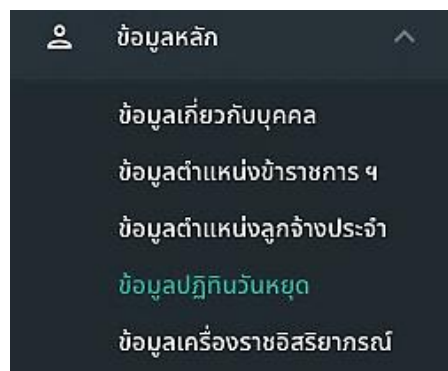 ข้อมูลหลัก
ข้อมูลเกี่ยวกับบุคคล
ข้อมูลตำแหน่งข้าราชการ ฯ
ข้อมูลตำแหน่งลูกจ้างประจำ
ข้อมูลปฏิทินวันหยุด
ข้อมูลเครื่องราชอิสริยาภรณ์